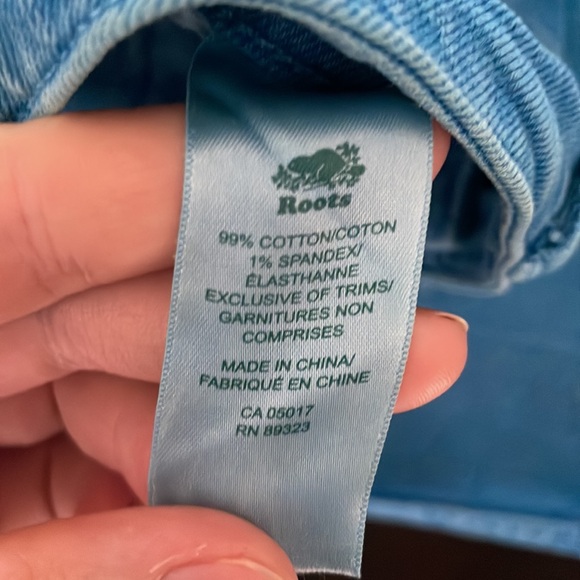 Roots
99% COTTON/COTON
1% SPANDEX/
ÉLASTHANNE
EXCLUSIVE OF TRIMS/
GARNITURES NON
COMPRISES
MADE IN CHINA/
FABRIQUÉ EN CHINE
CA 05017
RN 89323